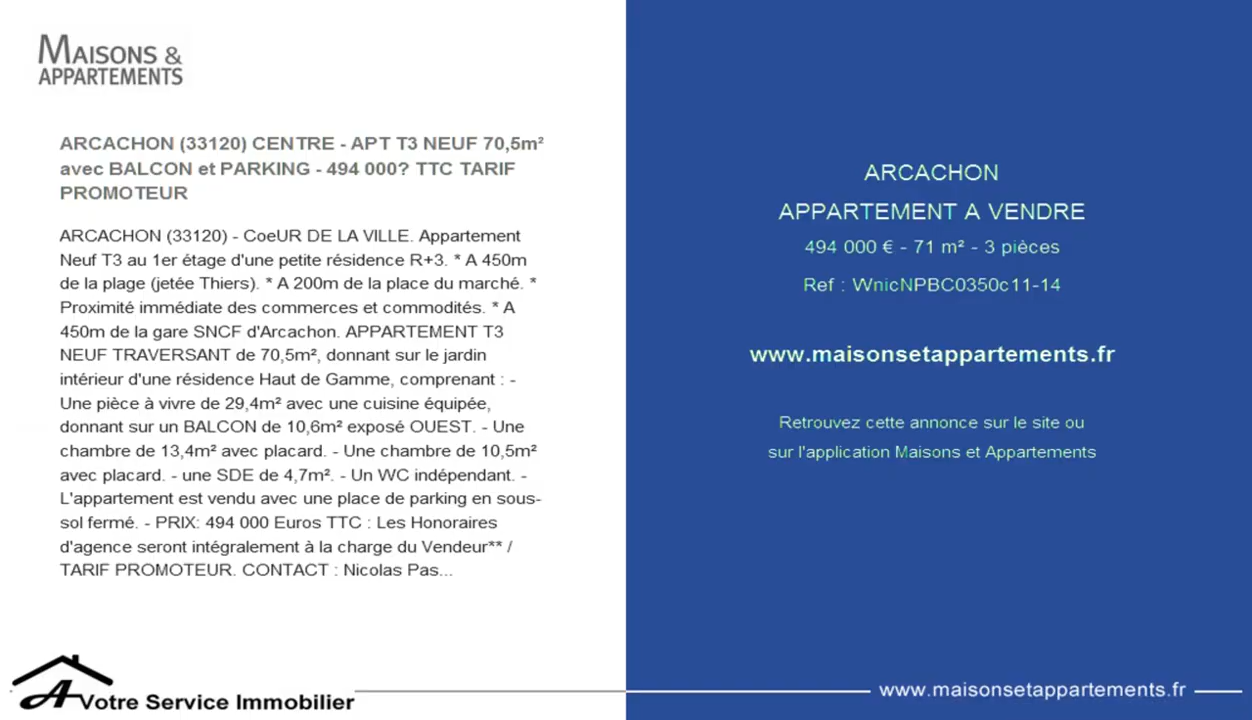 MAISONS &
APPARTEMENTS
ARCACHON (33120) CENTRE - APT T3 NEUF 70,5m²
avec BALCON et PARKING - 494 000? TTC TARIF
PROMOTEUR
ARCACHON (33120) - CoeUR DE LA VILLE. Appartement
Neuf T3 au 1er étage d'une petite résidence R+3. * A 450m
de la plage (jetée Thiers). * A 200m de la place du marché. *
Proximité immédiate des commerces et commodités. * A
450m de la gare SNCF d'Arcachon. APPARTEMENT T3
NEUF TRAVERSANT de 70,5m², donnant sur le jardin
intérieur d'une résidence Haut de Gamme, comprenant : -
Une pièce à vivre de 29,4m² avec une cuisine équipée,
donnant sur un BALCON de 10,6m² exposé OUEST. - Une
chambre de 13,4m² avec placard. - Une chambre de 10,5m²
avec placard. - une SDE de 4,7m². - Un WC indépendant. -
L'appartement est vendu avec une place de parking en sous-
sol fermé. - PRIX: 494 000 Euros TTC : Les Honoraires
d'agence seront intégralement à la charge du Vendeur** /
TARIF PROMOTEUR. CONTACT : Nicolas Pas...
A Votre Service Immobilier
ARCACHON
APPARTEMENT A VENDRE
494 000 € - 71 m² - 3 pièces
Ref : WnicNPBC0350c11-14
www.maisonsetappartements.fr
Retrouvez cette annonce sur le site ou
sur l'application Maisons et Appartements
www.maisonsetappartements.fr